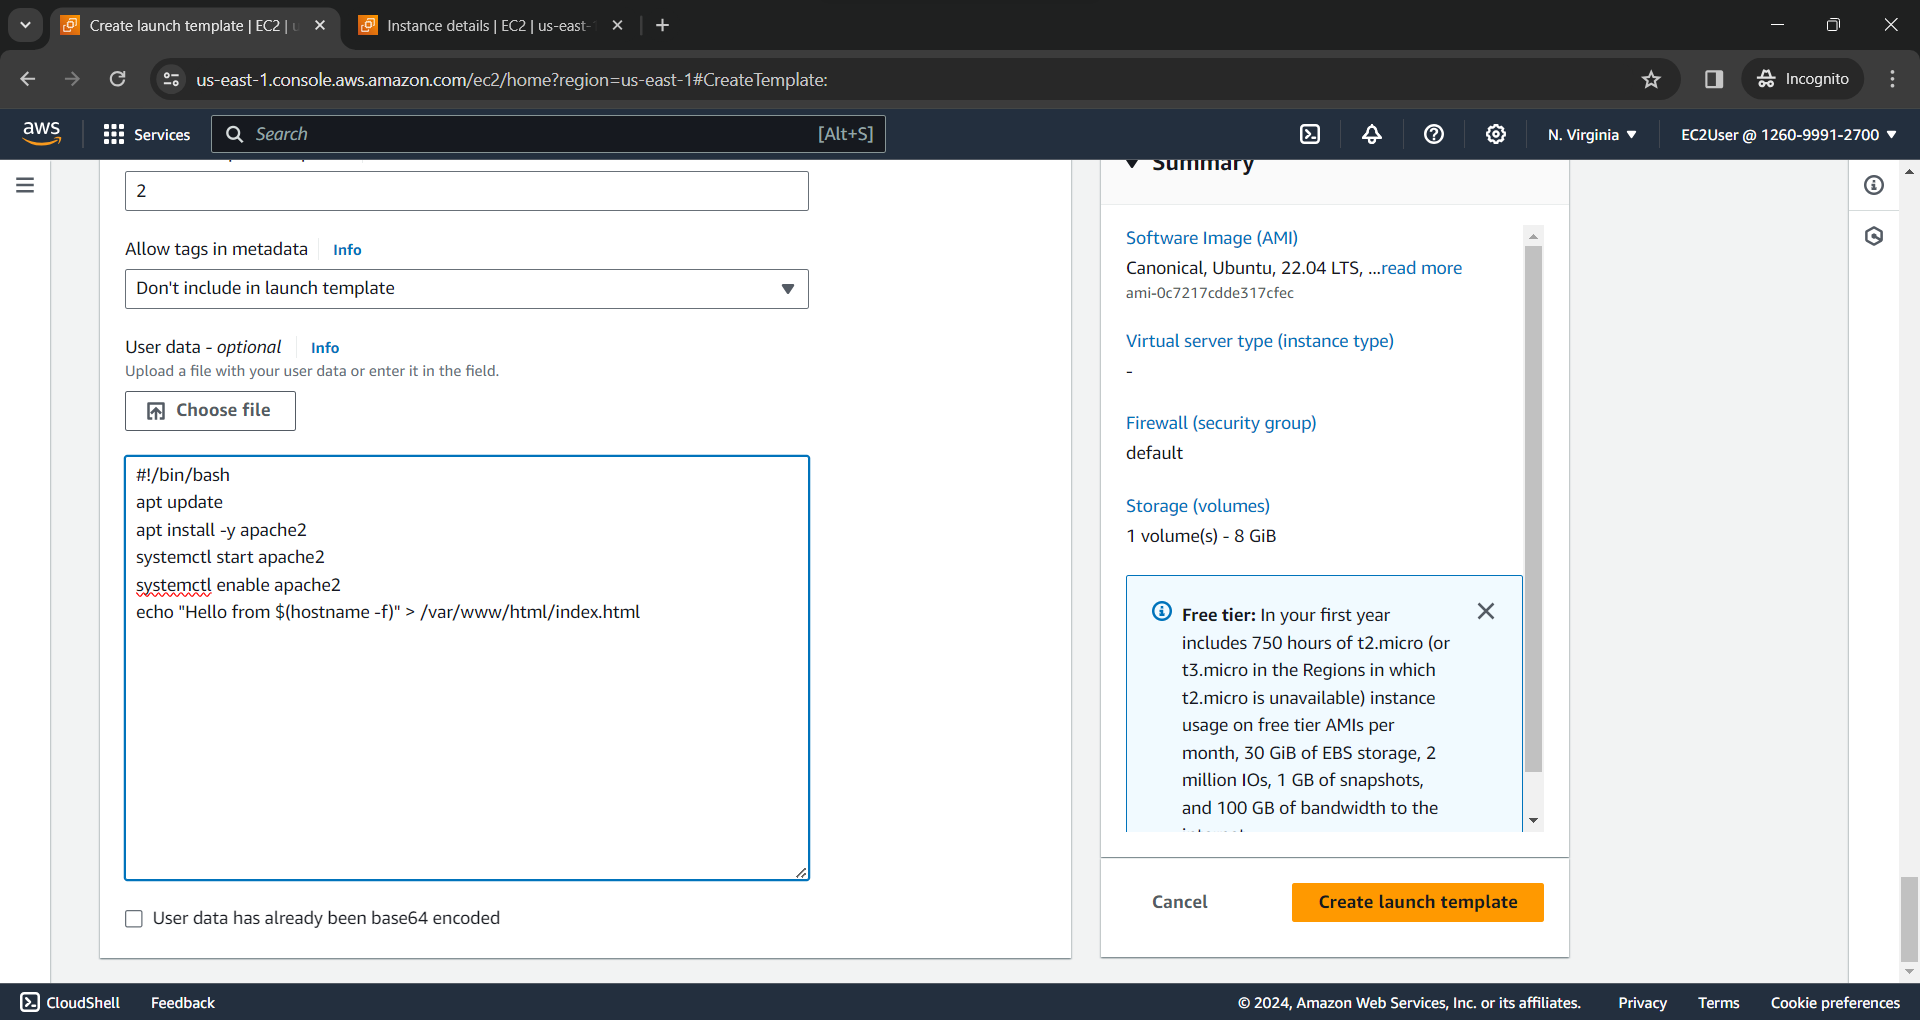 Create launch template | EC2 | u
Instance details | EC2 | us-east-
us-east-1.console.aws.amazon.com/ec2/home?region=us-east-1#CreateTemplate:
Incognito
aws
Services
Search
[Alt+S]
N. Virginia
EC2User @ 1260-9991-2700
2
Allow tags in metadata
Info
Don't include in launch template
User data - optional
Info
Upload a file with your user data or enter it in the field.
Choose file
#!/bin/bash
apt update
apt install -y apache2
systemctl start apache2
systemctl enable apache2
echo "Hello from $(hostname -f)" > /var/www/html/index.html
User data has already been base64 encoded
Summary
Software Image (AMI)
Canonical, Ubuntu, 22.04 LTS, ...read more
ami-0c7217cdde317cfec
Virtual server type (instance type)
-
Firewall (security group)
default
Storage (volumes)
1 volume(s) - 8 GiB
Free tier: In your first year
includes 750 hours of t2.micro (or
t3.micro in the Regions in which
t2.micro is unavailable) instance
usage on free tier AMIs per
month, 30 GiB of EBS storage, 2
million IOs, 1 GB of snapshots,
and 100 GB of bandwidth to the
Cancel
Create launch template
CloudShell
Feedback
© 2024, Amazon Web Services, Inc. or its affiliates.
Privacy
Terms
Cookie preferences